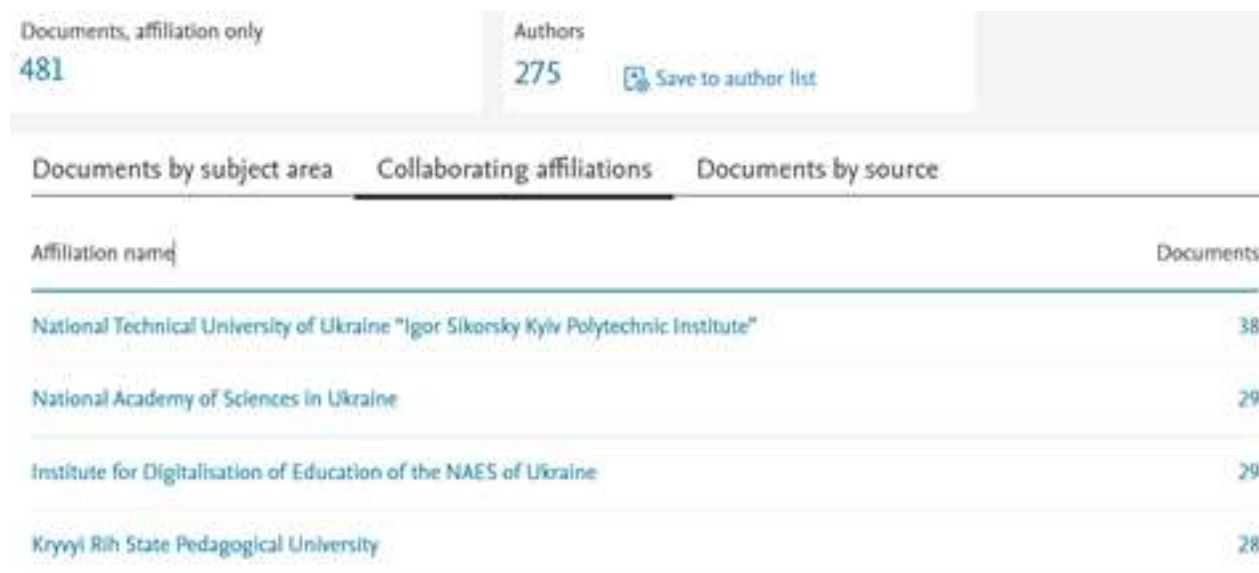 Documents, affiliation only
481
Authors
275
Save to author list
Documents by subject area Collaborating affiliations Documents by source
Affiliation name Documents
National Technical University of Ukraine "Igor Sikorsky Kyiv Polytechnic Institute" 38
National Academy of Sciences in Ukraine 29
Institute for Digitalisation of Education of the NAES of Ukraine 29
Kryvyi Rih State Pedagogical University 28